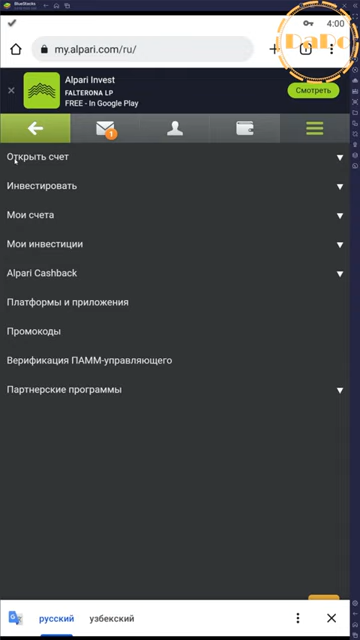 BlueStacks
4:00
DaDo
my.alpari.com/ru/
Alpari Invest
FALTERONA LP
FREE - In Google Play
Смотреть
1
Открыть счет
Инвестировать
Мои счета
Мои инвестиции
Alpari Cashback
Платформы и приложения
Промокоды
Верификация ПАММ-управляющего
Партнерские программы
русский
узбекский